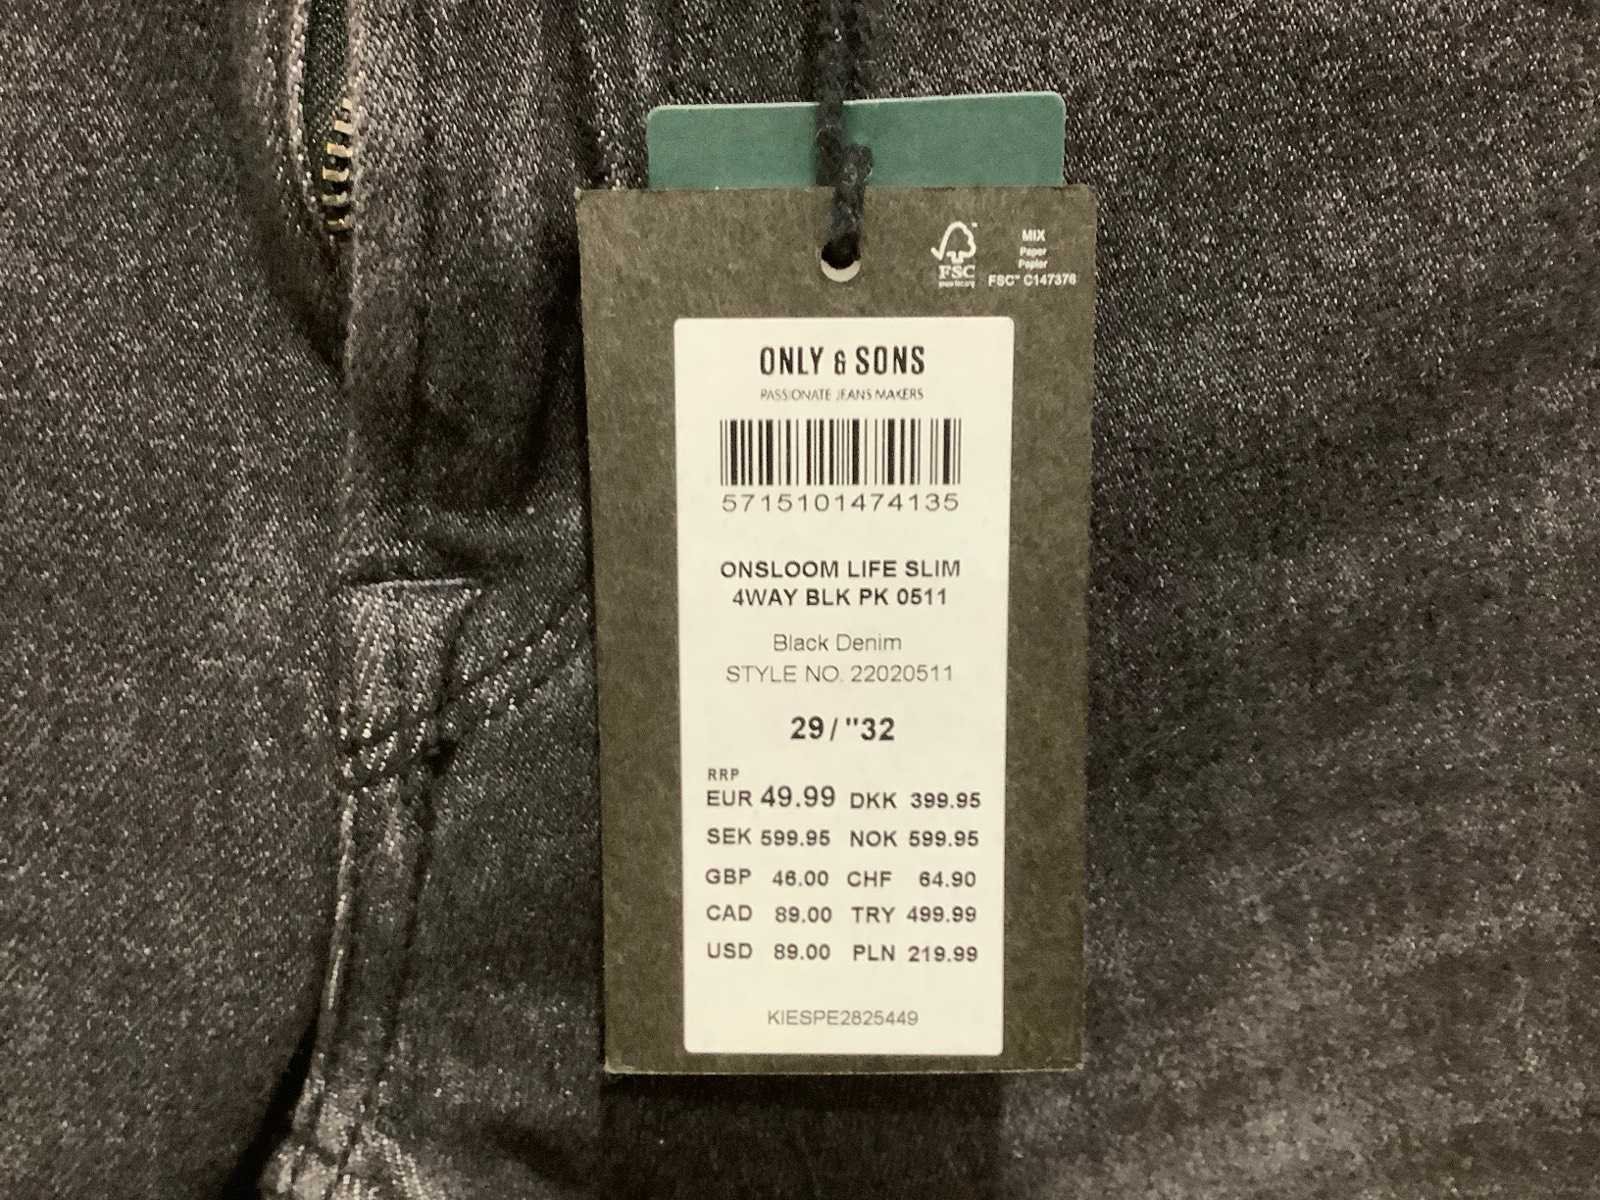 FSC
MIX
Paper
Papier
FSC™ C147376
ONLY & SONS
PASSIONATE JEANS MAKERS
5715101474135
ONSLOOM LIFE SLIM
4WAY BLK PK 0511
Black Denim
STYLE NO. 22020511
29/"32
RRP
EUR 49.99 DKK 399.95
SEK 599.95 NOK 599.95
GBP 46.00 CHF 64.90
CAD 89.00 TRY 499.99
USD 89.00 PLN 219.99
KIESPE2825449